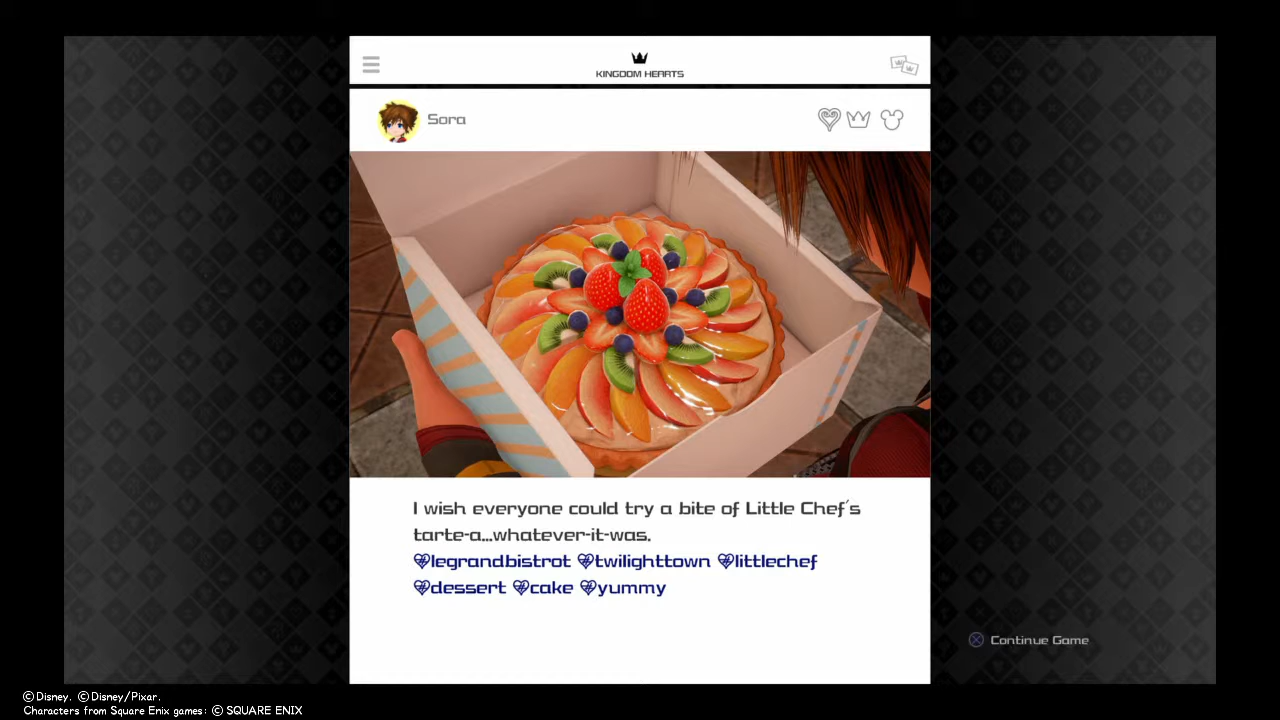 KINGDOM HEARTS
Sora
I wish everyone could try a bite of Little Chef's
tarte-a...whatever-it-was.
legrandbistrot twilighttown littlechef
dessert cake yummy
Continue Game
©Disney. ©Disney/Pixar.
Characters from Square Enix games: © SQUARE ENIX